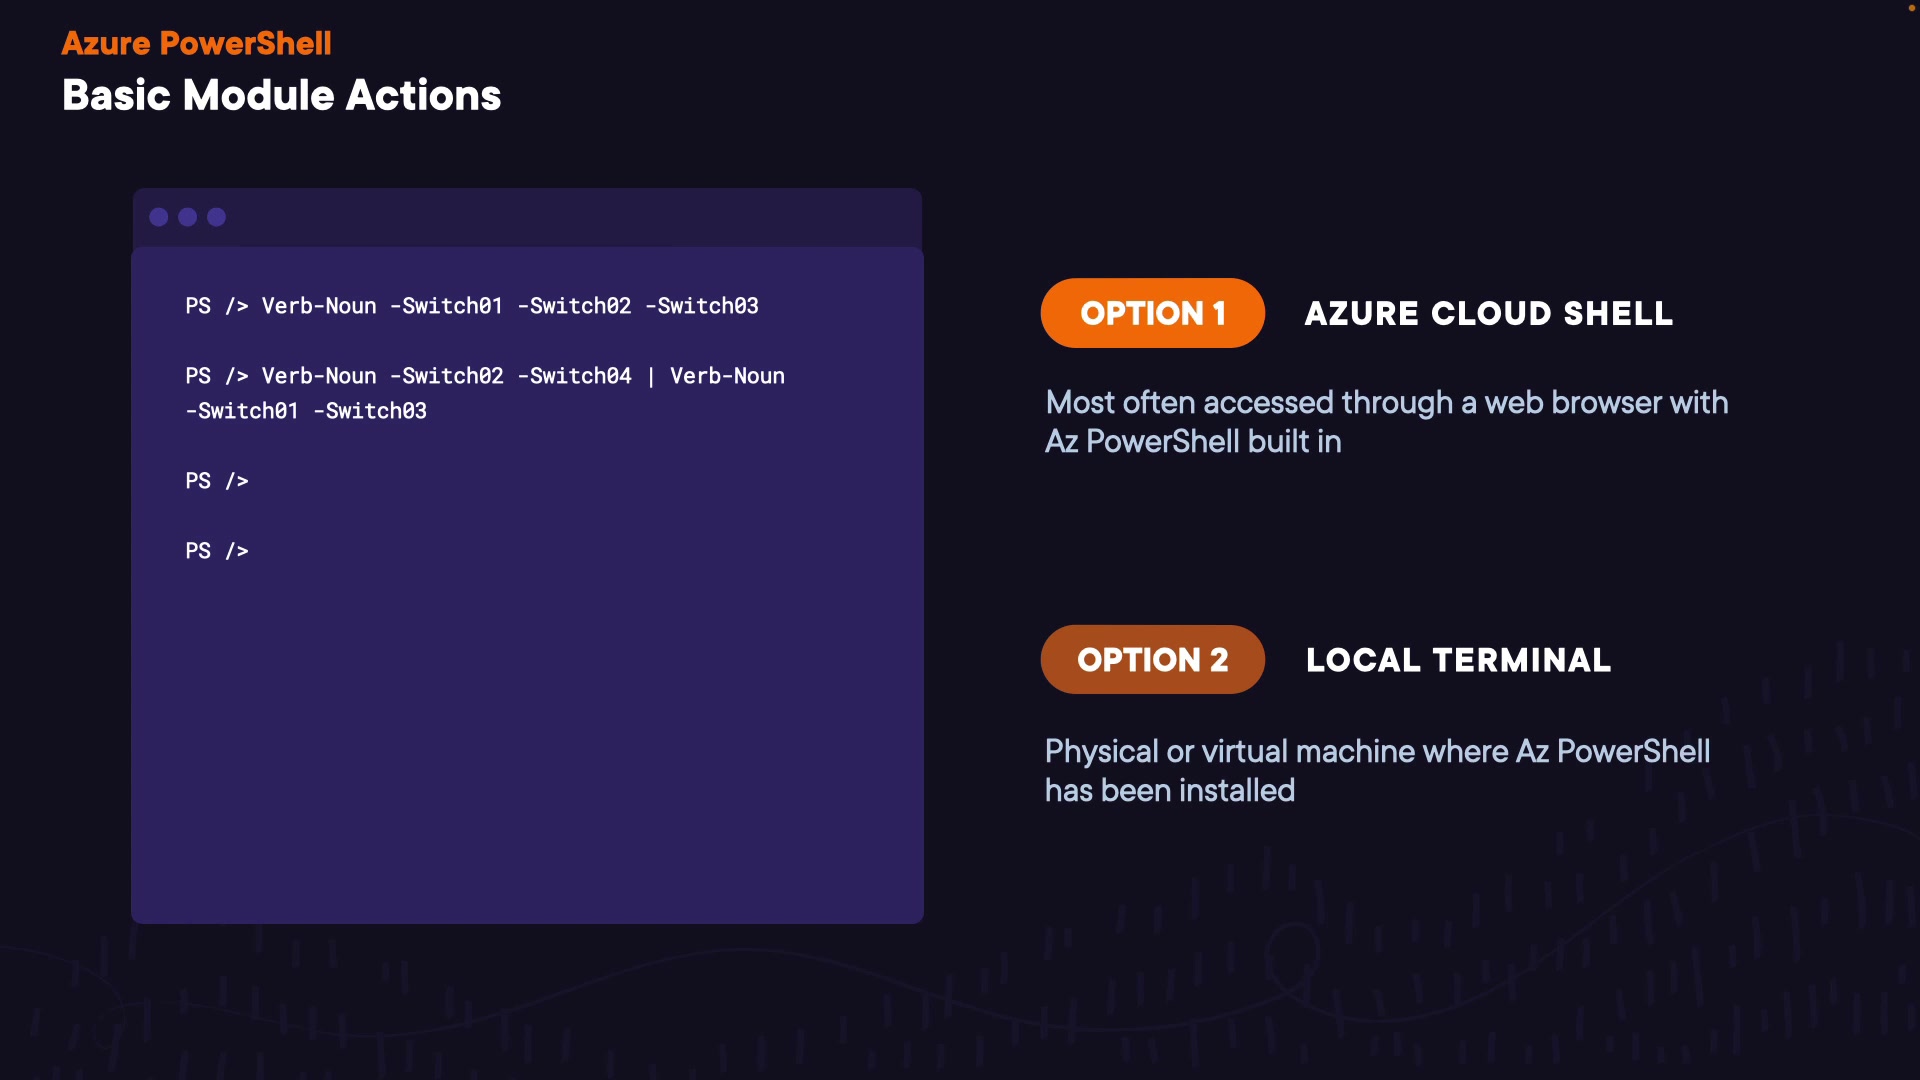 Azure PowerShell
Basic Module Actions
PS /> Verb-Noun -Switch01 -Switch02 -Switch03
PS /> Verb-Noun -Switch02 -Switch04 | Verb-Noun
-Switch01 -Switch03
PS />
PS />
OPTION 1 AZURE CLOUD SHELL
Most often accessed through a web browser with
Az PowerShell built in
OPTION 2 LOCAL TERMINAL
Physical or virtual machine where Az PowerShell
has been installed